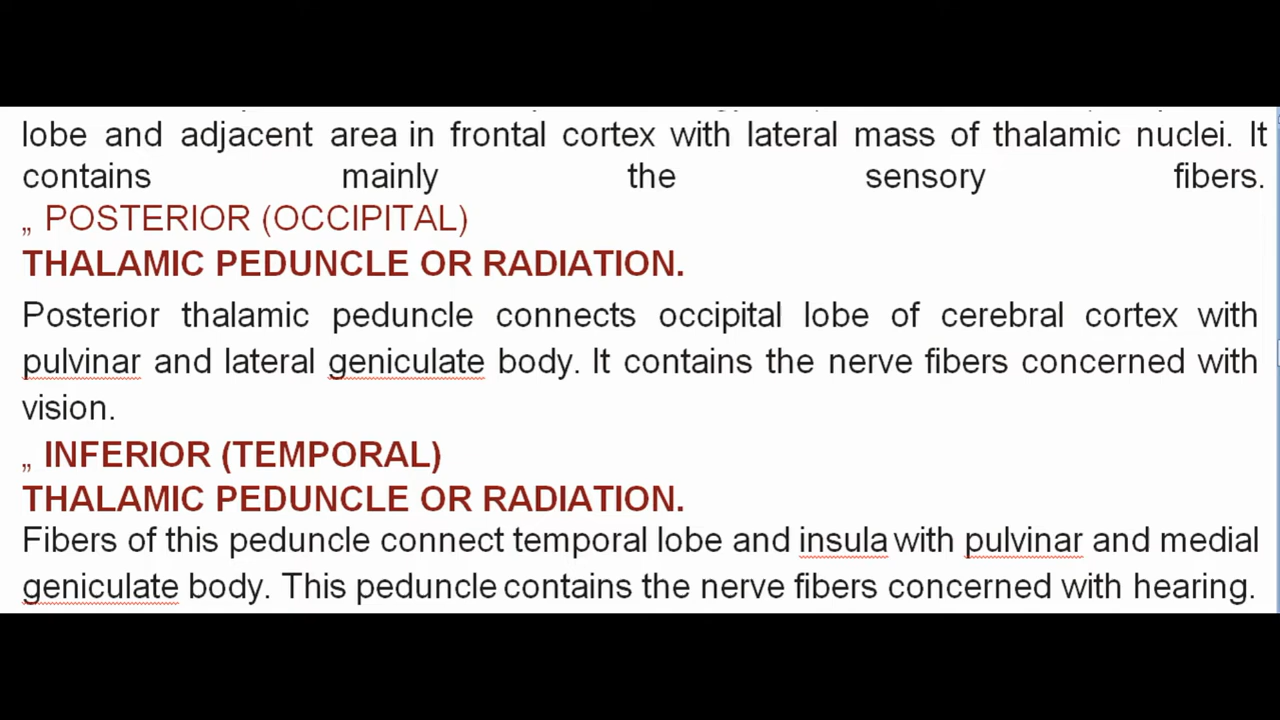 lobe and adjacent area in frontal cortex with lateral mass of thalamic nuclei. It
contains mainly the sensory fibers.
„ POSTERIOR (OCCIPITAL)
THALAMIC PEDUNCLE OR RADIATION.
Posterior thalamic peduncle connects occipital lobe of cerebral cortex with
pulvinar and lateral geniculate body. It contains the nerve fibers concerned with
vision.
„ INFERIOR (TEMPORAL)
THALAMIC PEDUNCLE OR RADIATION.
Fibers of this peduncle connect temporal lobe and insula with pulvinar and medial
geniculate body. This peduncle contains the nerve fibers concerned with hearing.